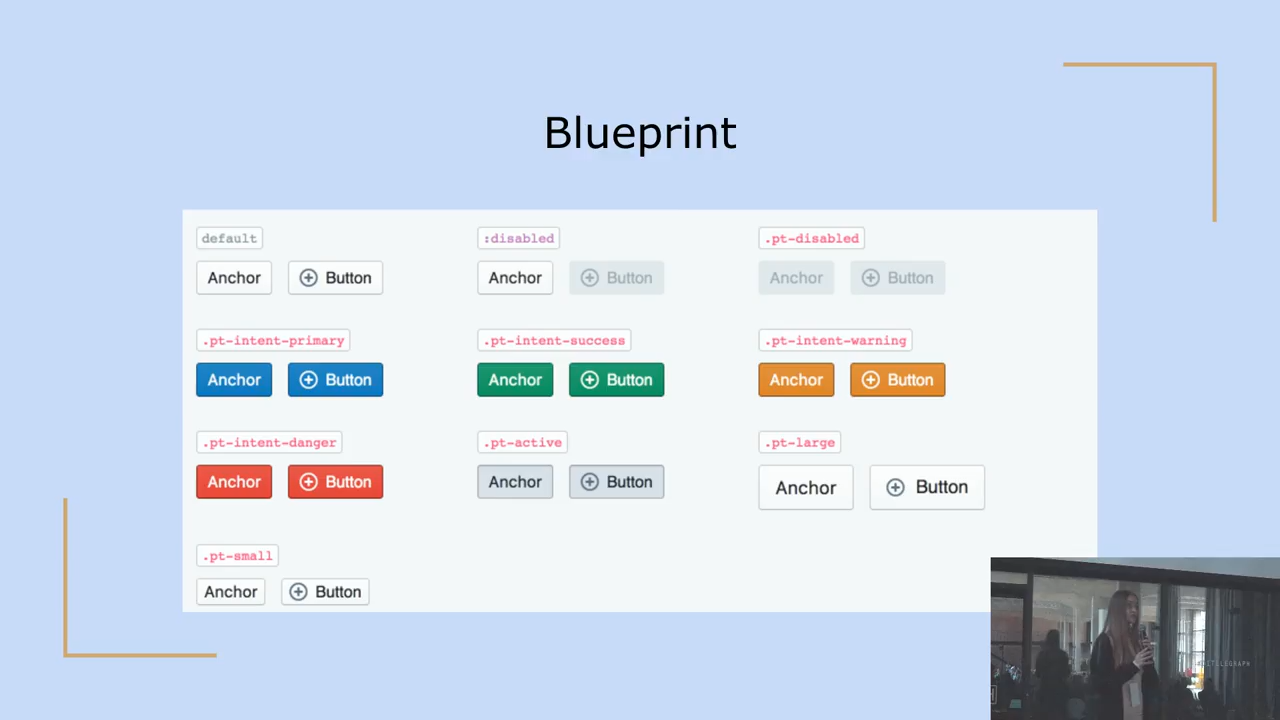 Blueprint
default :disabled .pt-disabled
Anchor Button Anchor Button Anchor Button
.pt-intent-primary .pt-intent-success .pt-intent-warning
Anchor Button Anchor Button Anchor Button
.pt-intent-danger .pt-active .pt-large
Anchor Button Anchor Button Anchor Button
.pt-small
Anchor Button